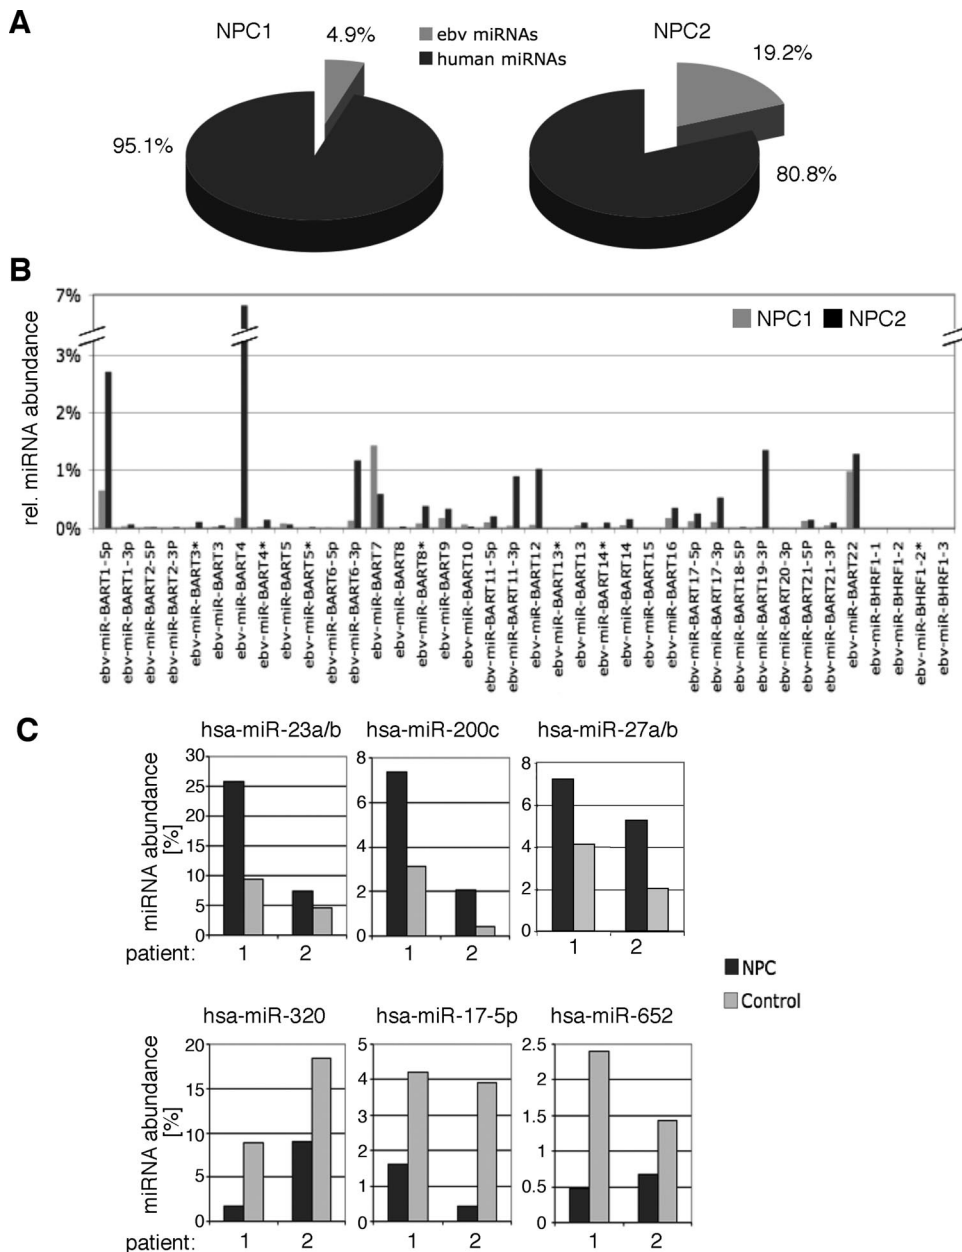 A
NPC1
4.9%
95.1%
ebv miRNAs
human miRNAs
NPC2
19.2%
80.8%
B
rel. miRNA abundance
7%
3%
2%
1%
0%
NPC1 NPC2
ebv-miR-BART1-5p
ebv-miR-BART1-3p
ebv-miR-BART2-5P
ebv-miR-BART2-3P
ebv-miR-BART3*
ebv-miR-BART3
ebv-miR-BART4
ebv-miR-BART4*
ebv-miR-BART5
ebv-miR-BART5*
ebv-miR-BART6-5p
ebv-miR-BART6-3p
ebv-miR-BART7
ebv-miR-BART8
ebv-miR-BART8*
ebv-miR-BART9
ebv-miR-BART10
ebv-miR-BART11-5p
ebv-miR-BART11-3p
ebv-miR-BART12
ebv-miR-BART13*
ebv-miR-BART13
ebv-miR-BART14*
ebv-miR-BART14
ebv-miR-BART15
ebv-miR-BART16
ebv-miR-BART17-5p
ebv-miR-BART17-3p
ebv-miR-BART18-5P
ebv-miR-BART19-3P
ebv-miR-BART20-3p
ebv-miR-BART21-5P
ebv-miR-BART21-3P
ebv-miR-BART22
ebv-miR-BHRF1-1
ebv-miR-BHRF1-2
ebv-miR-BHRF1-2*
ebv-miR-BHRF1-3
C
miRNA abundance
[%]
hsa-miR-23a/b
30
25
20
15
10
5
0
hsa-miR-200c
8
6
4
2
0
hsa-miR-27a/b
8
6
4
2
0
patient: 1 2 1 2 1 2
NPC
Control
miRNA abundance
[%]
hsa-miR-320
20
15
10
5
0
hsa-miR-17-5p
5
4
3
2
1
0
hsa-miR-652
2.5
2
1.5
1
0.5
0
patient: 1 2 1 2 1 2